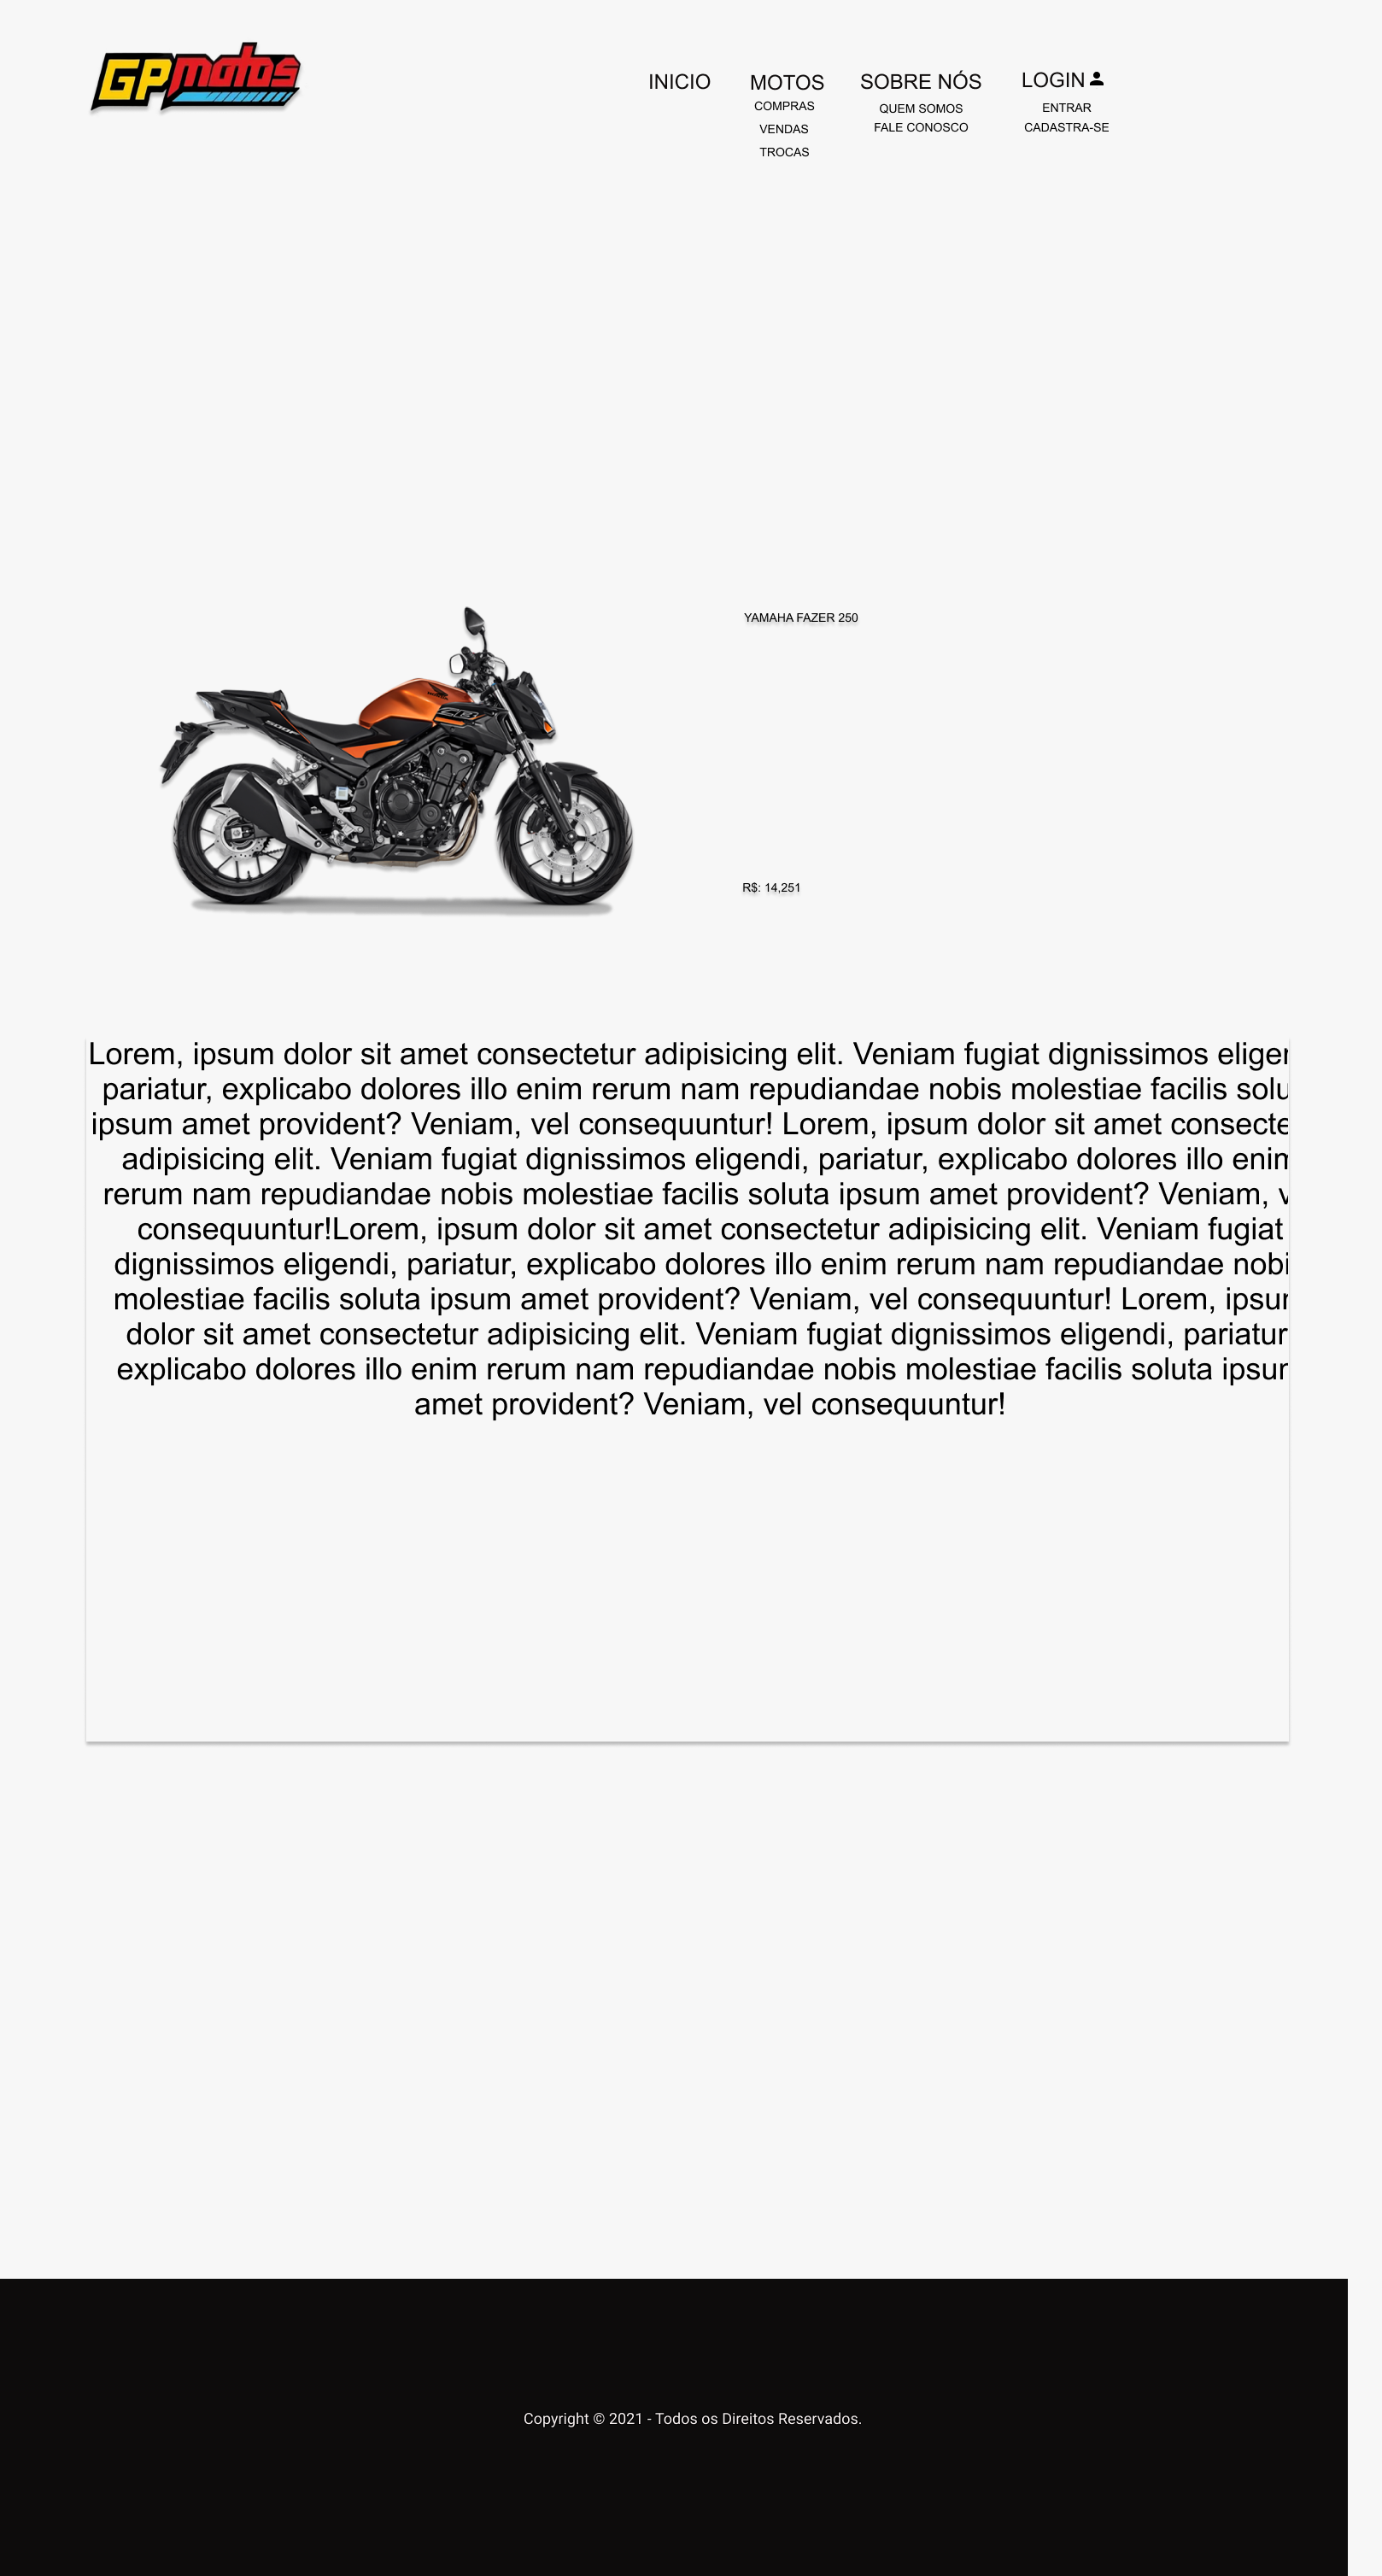 GPmotos
INICIO
MOTOS
COMPRAS
VENDAS
TROCAS
SOBRE NÓS
QUEM SOMOS
FALE CONOSCO
LOGIN
ENTRAR
CADASTRA-SE
YAMAHA FAZER 250
500F
CB
R$: 14,251
Lorem, ipsum dolor sit amet consectetur adipisicing elit. Veniam fugiat dignissimos
pariatur, explicabo dolores illo enim rerum nam repudiandae nobis molestiae facilis
ipsum amet provident? Veniam, vel consequuntur! Lorem, ipsum dolor sit amet
adipisicing elit. Veniam fugiat dignissimos eligendi, pariatur, explicabo dolores illo
rerum nam repudiandae nobis molestiae facilis soluta ipsum amet provident? Veniam,
consequuntur!Lorem, ipsum dolor sit amet consectetur adipisicing elit. Veniam fugiat
dignissimos eligendi, pariatur, explicabo dolores illo enim rerum nam repudiandae
molestiae facilis soluta ipsum amet provident? Veniam, vel consequuntur! Lorem,
dolor sit amet consectetur adipisicing elit. Veniam fugiat dignissimos eligendi, pariatur
explicabo dolores illo enim rerum nam repudiandae nobis molestiae facilis soluta
amet provident? Veniam, vel consequuntur!
Copyright © 2021 - Todos os Direitos Reservados.